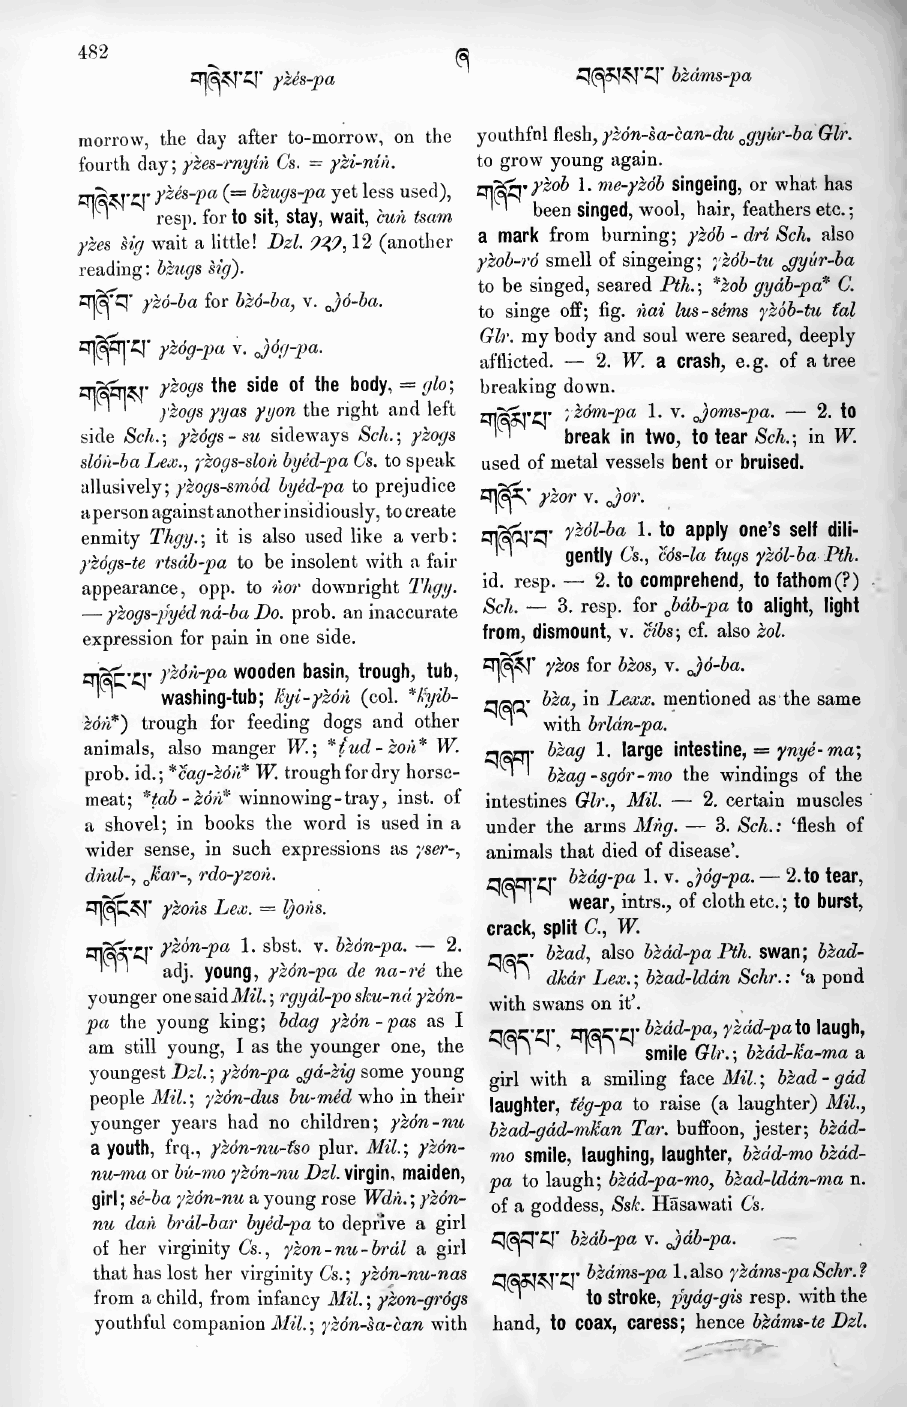 482
ཞ
གཞེས་པ་ γžés-pa
བཞམས་པ་ bžáms-pa
morrow, the day after to-morrow, on the
fourth day; γžes-rnyiṅ Cs. = γži-niṅ.
གཞེས་པ་ γžés-pa (= bžugs-pa yet less used),
resp. for to sit, stay, wait, čuṅ tsam
γžes šig wait a little! Dzl. ༡༢༡, 12 (another
reading: bžugs šig).
གཞོ་བ་ γžó-ba for bžó-ba, v. ₒǰó-ba.
གཞོག་པ་ γžóg-pa v. ₒǰóg-pa.
གཞོགས་ γžogs the side of the body, = glo;
γžogs γyas γyon the right and left
side Sch.; γžógs-su sideways Sch.; γžogs
slóṅ-ba Lex., γžogs-sloṅ byéd-pa Cs. to speak
allusively; γžogs-smód byéd-pa to prejudice
a person against another insidiously, to create
enmity Thgy.; it is also used like a verb:
γžógs-te rtsáb-pa to be insolent with a fair
appearance, opp. to ṅor downright Thgy.
— γžogs-p̔yéd ná-ba Do. prob. an inaccurate
expression for pain in one side.
གཞོང་པ་ γžóṅ-pa wooden basin, trough, tub,
washing-tub; k̔yi-γžóṅ (col. *k̔yib-
žóṅ*) trough for feeding dogs and other
animals, also manger W.; *t̔ud-žoṅ* W.
prob. id.; *čag-žóṅ* W. trough for dry horse-
meat; *ṭab-žóṅ* winnowing-tray, inst. of
a shovel; in books the word is used in a
wider sense, in such expressions as γser-,
dṅul-, ₒk̔ar-, rdo-γzoṅ.
གཞོངས་ γžoṅs Lex. = lǰoṅs.
གཞོན་པ་ γžón-pa 1. sbst. v. bžón-pa. — 2.
adj. young, γžón-pa de na-ré the
younger one said Mil.; rgyál-po sku-ná γžón-
pa the young king; bdag γžón-pas as I
am still young, I as the younger one, the
youngest Dzl.; γžón-pa ₒgá-žig some young
people Mil.; γžón-dus bu-méd who in their
younger years had no children; γžón-nu
a youth, frq., γžón-nu-t̔so plur. Mil.; γžón-
nu-ma or bú-mo γžón-nu Dzl. virgin, maiden,
girl; sé-ba γžón-nu a young rose Wdṅ.; γžón-
nu daṅ brál-bar byéd-pa to deprive a girl
of her virginity Cs., γžon-nu-brál a girl
that has lost her virginity Cs.; γžón-nu-nas
from a child, from infancy Mil.; γžon-grógs
youthful companion Mil.; γžón-ša-čan with
youthfnl flesh, γžón-ša-čan-du ₒgyúr-ba Glr.
to grow young again.
གཞོབ་ γžob 1. me-γžób singeing, or what has
been singed, wool, hair, feathers etc.;
a mark from burning; γžób-dri Sch. also
γžob-ró smell of singeing; γžób-tu ₒgyúr-ba
to be singed, seared Pth.; *žob gyáb-pa* C.
to singe off; fig. ṅai lus-séms γžób-tu t̔al
Glr. my body and soul were seared, deeply
afflicted. — 2. W. a crash, e.g. of a tree
breaking down.
གཞོམ་པ་ γžóm-pa 1. v. ₒǰoms-pa. — 2. to
break in two, to tear Sch.; in W.
used of metal vessels bent or bruised.
གཞོར་ γžor v. ₒǰor.
གཞོལ་བ་ γžól-ba 1. to apply one's self dili-
gently Cs., č̔ós-la t̔ugs γžól-ba Pth.
id. resp. — 2. to comprehend, to fathom(?)
Sch. — 3. resp. for ₒbáb-pa to alight, light
from, dismount, v. č̔ibs; cf. also žol.
གཞོས་ γžos for bžos, v. ₒǰó-ba.
བཞའ་ bža, in Lexx. mentioned as the same
with brlán-pa.
བཞག་ bžag 1. large intestine, = γnyé-ma;
bžag-sgór-mo the windings of the
intestines Glr., Mil. — 2. certain muscles
under the arms Mṅg. — 3. Sch.: ‘flesh of
animals that died of disease’.
བཞག་པ་ bžág-pa 1. v. ₒǰóg-pa. — 2. to tear,
wear, intrs., of cloth etc.; to burst,
crack, split C., W.
བཞད་ bžad, also bžád-pa Pth. swan; bžad-
dkár Lex.; bžad-ldán Schr.: ‘a pond
with swans on it’.
བཞད་པ་, གཞད་པ་ bžád-pa, γžád-pa to laugh,
smile Glr.; bžád-k̔a-ma a
girl with a smiling face Mil.; bžad-gád
laughter, t̔ég-pa to raise (a laughter) Mil.,
bžad-gád-mk̔an Tar. buffoon, jester; bžád-
mo smile, laughing, laughter, bžád-mo bžád-
pa to laugh; bžád-pa-mo, bžad-ldán-ma n.
of a goddess, Ssk. Hāsawati Cs.
བཞབ་པ་ bžáb-pa v. ₒǰáb-pa.
བཞམས་པ་ bžáms-pa 1. also γžáms-pa Schr.?
to stroke, p̔yág-gis resp. with the
hand, to coax, caress; hence bžáms-te Dzl.